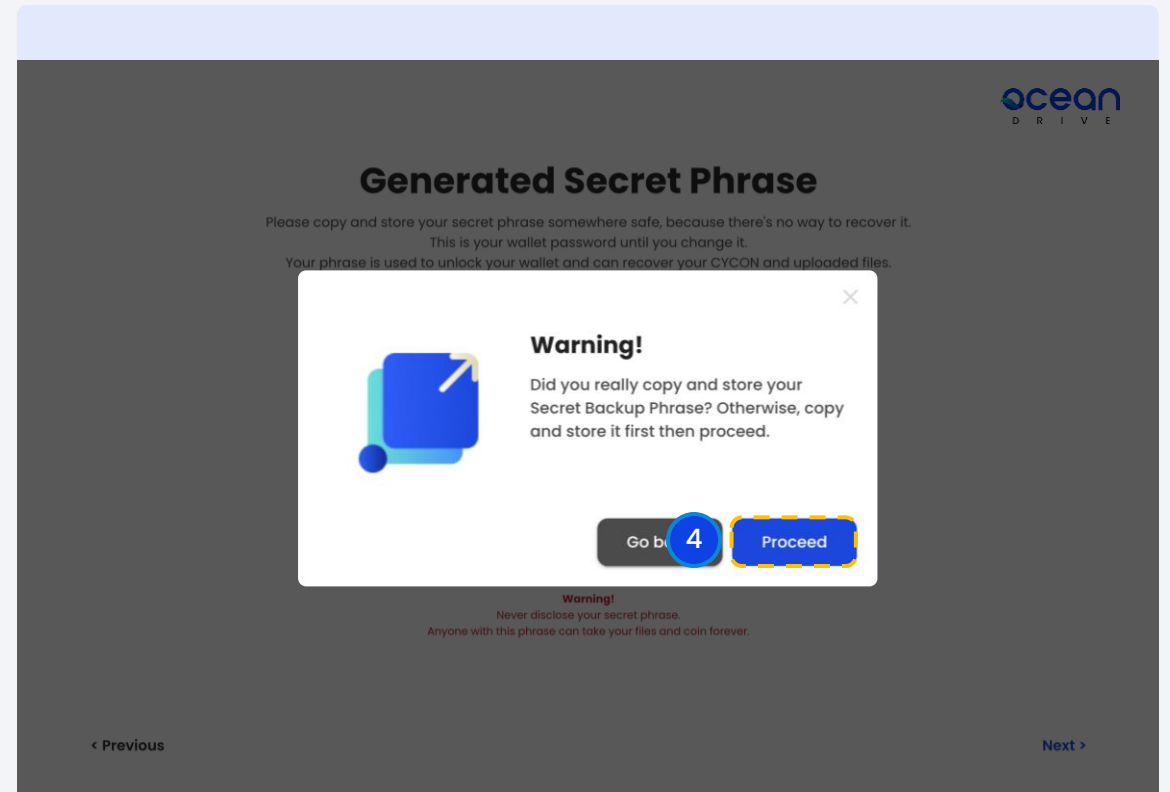 ocean
DRIVE
Generated Secret Phrase
Please copy and store your secret phrase somewhere safe, because there's no way to recover it.
This is your wallet password until you change it.
Your phrase is used to unlock your wallet and can recover your CYCON and uploaded files.
Warning!
Did you really copy and store your
Secret Backup Phrase? Otherwise, copy
and store it first then proceed.
Go 4 Proceed
Warning!
Never disclose your secret phrase.
Anyone with this phrase can take your files and coin forever.
< Previous Next >